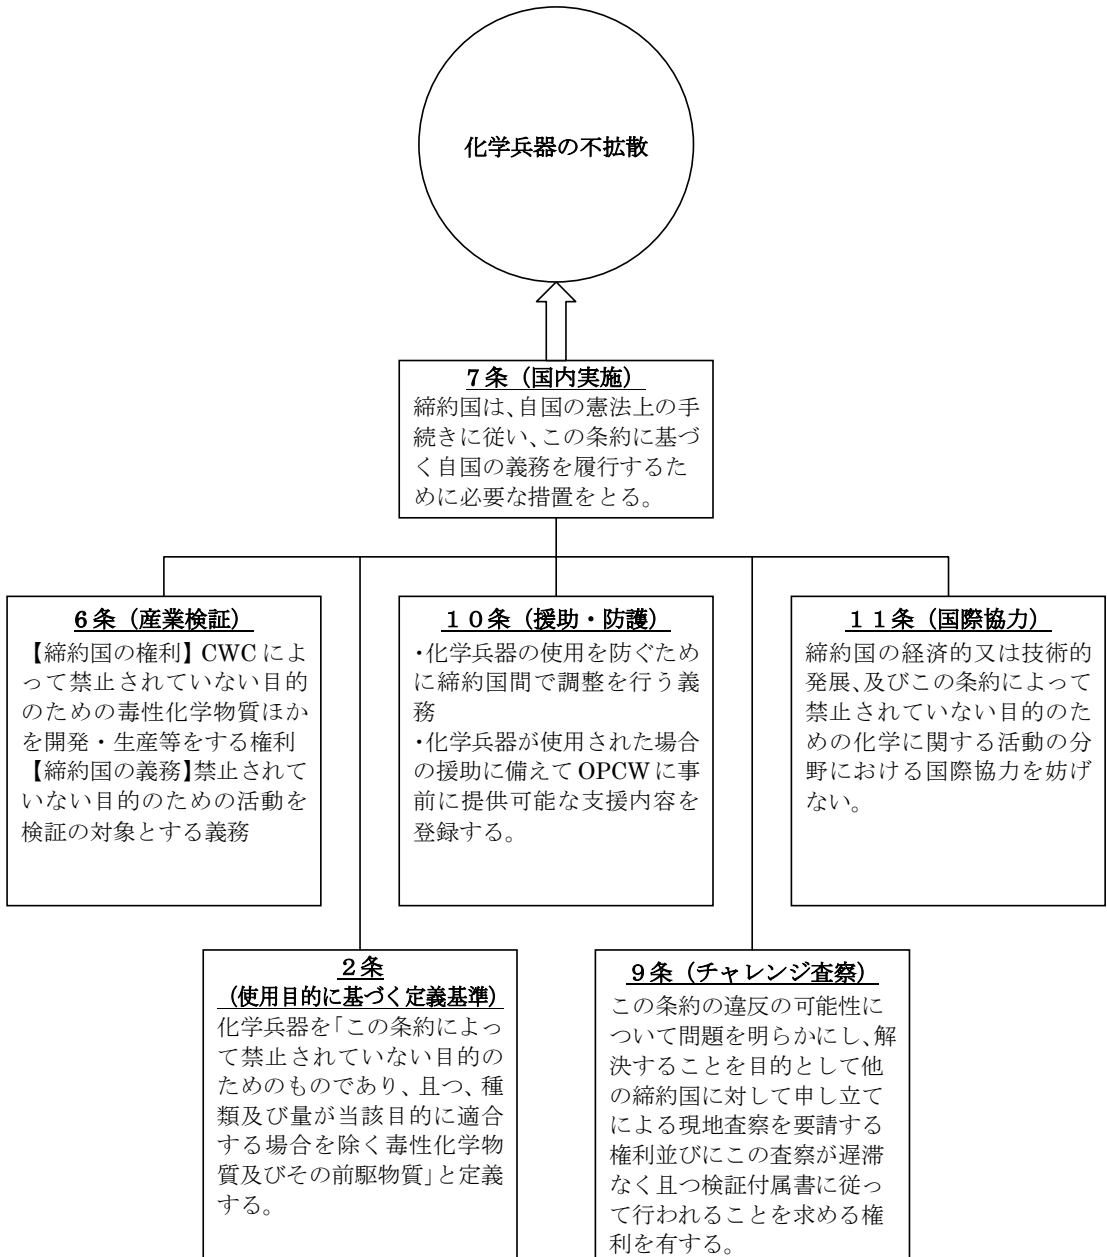 化学兵器の不拡散
7条（国内実施）
締約国は、自国の憲法上の手
続きに従い、この条約に基づ
く自国の義務を履行するた
めに必要な措置をとる。
6条（産業検証）
【締約国の権利】CWC によ
って禁止されていない目的
のための毒性化学物質ほか
を開発・生産等をする権利
【締約国の義務】禁止されて
いない目的のための活動を
検証の対象とする義務
１０条（援助・防護）
・化学兵器の使用を防ぐため
に締約国間で調整を行う義
務
・化学兵器が使用された場合
の援助に備えて OPCW に事
前に提供可能な支援内容を
登録する。
１１条（国際協力）
締約国の経済的又は技術的
発展、及びこの条約によって
禁止されていない目的のた
めの化学に関する活動の分
野における国際協力を妨げ
ない。
２条
（使用目的に基づく定義基準）
化学兵器を「この条約によっ
て禁止されていない目的の
ためのものであり、且つ、種
類及び量が当該目的に適合
する場合を除く毒性化学物
質及びその前駆物質」と定義
する。
９条（チャレンジ査察）
この条約の違反の可能性に
ついて問題を明らかにし、解
決することを目的として他
の締約国に対して申し立て
による現地査察を要請する
権利並びにこの査察が遅滞
なく且つ検証付属書に従っ
て行われることを求める権
利を有する。